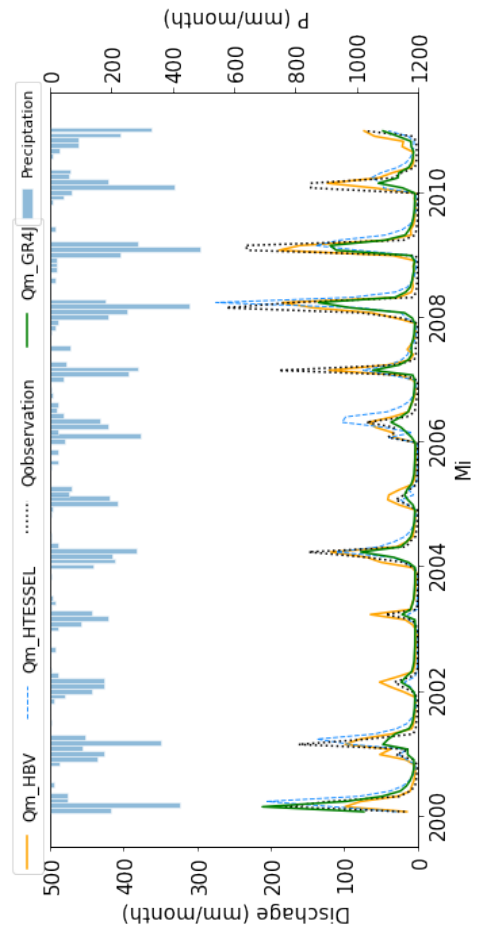 Qm_HBV Qm_HTESSEL Qobservation Qm_GR4J Preciptation
Dischage (mm/month)
500
400
300
200
100
0
P (mm/month)
0
200
400
600
800
1000
1200
2000 2002 2004 2006 2008 2010
Mi